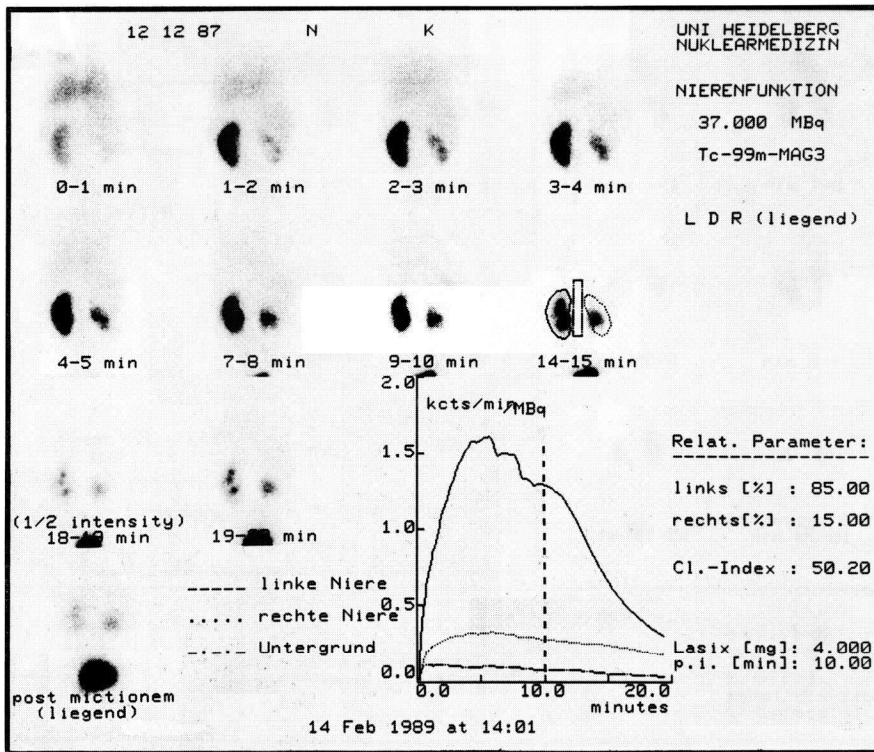 12 12 87 N K
UNI HEIDELBERG
NUKLEARMEDIZIN
NIERENFUNKTION
37.000 MBq
Tc-99m-MAG3
L D R (liegend)
0-1 min 1-2 min 2-3 min 3-4 min
4-5 min 7-8 min 9-10 min 14-15 min
(1/2 intensity)
18-19 min 19-20 min
post mictionem
(liegend)
linke Niere
rechte Niere
Untergrund
kcts/min/MBq
2.0
1.5
1.0
0.5
0.0
0.0 10.0 20.0
minutes
Relat. Parameter:
links [%] : 85.00
rechts[%] : 15.00
Cl.-Index : 50.20
Lasix [mg]: 4.000
p.i. [min]: 10.00
14 Feb 1989 at 14:01